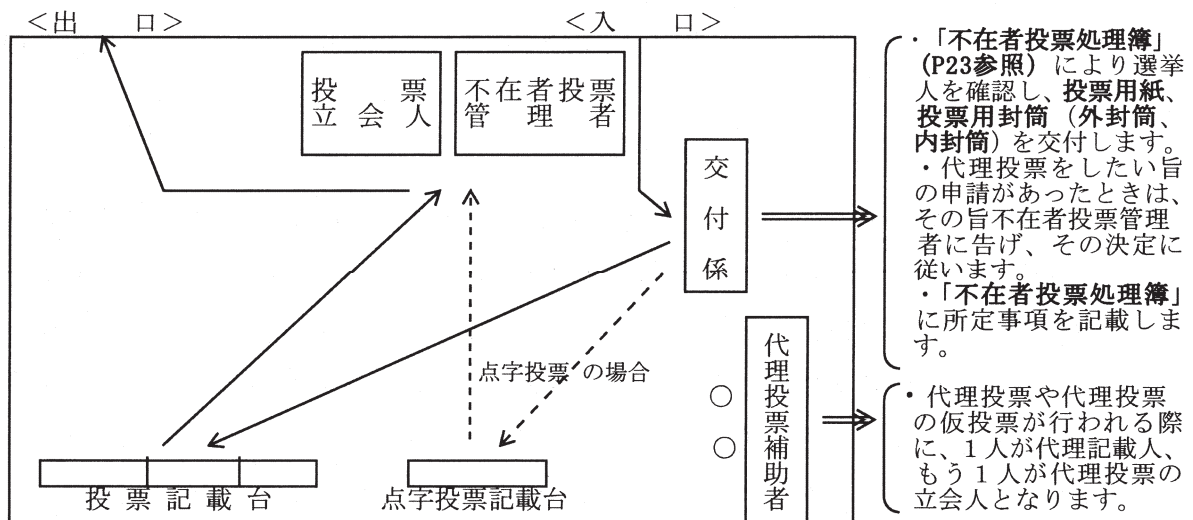 ＜出　　口＞
＜入　　口＞
投　　票
立　会　人
不在者投票
管　理　者
交付係
点字投票 の場合
代理投票補助者
○
○
投票記載台
点字投票記載台
・「不在者投票処理簿」
(P23参照) により選挙
人を確認し、投票用紙、
投票用封筒（外封筒、
内封筒）を交付します。
・代理投票をしたい旨
の申請があったときは、
その旨不在者投票管理
者に告げ、その決定に
従います。
・「不在者投票処理簿」
に所定事項を記載しま
す。
・代理投票や代理投票
の仮投票が行われる際
に、１人が代理記載人、
もう１人が代理投票の
立会人となります。